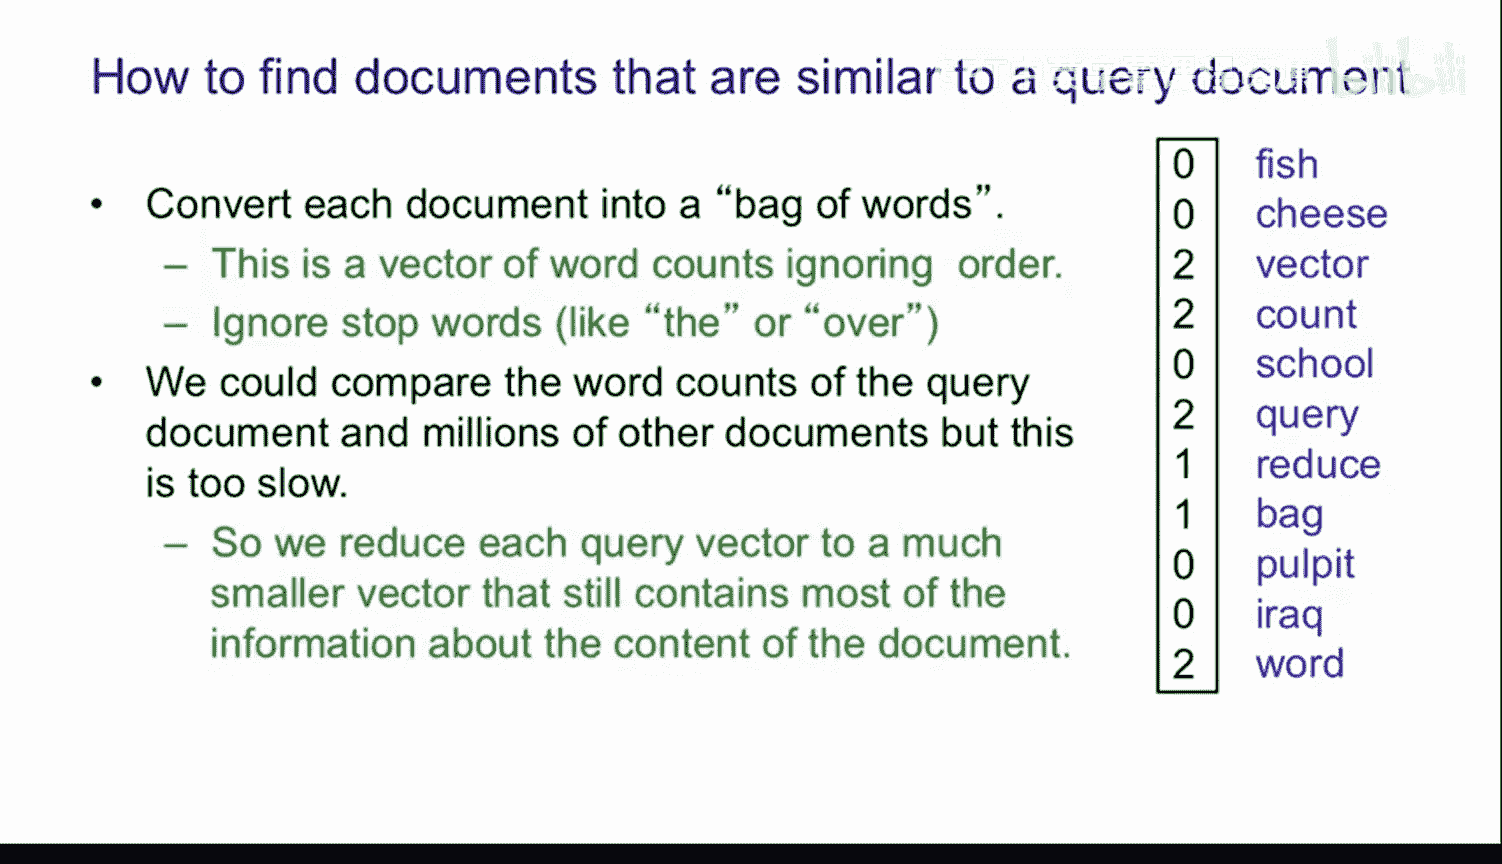 How to find documents that are similar to a query document
• Convert each document into a “bag of words”.
– This is a vector of word counts ignoring order.
– Ignore stop words (like “the” or “over”)
• We could compare the word counts of the query
document and millions of other documents but this
is too slow.
– So we reduce each query vector to a much
smaller vector that still contains most of the
information about the content of the document.
0 fish
0 cheese
2 vector
2 count
0 school
2 query
1 reduce
1 bag
0 pulpit
0 iraq
2 word